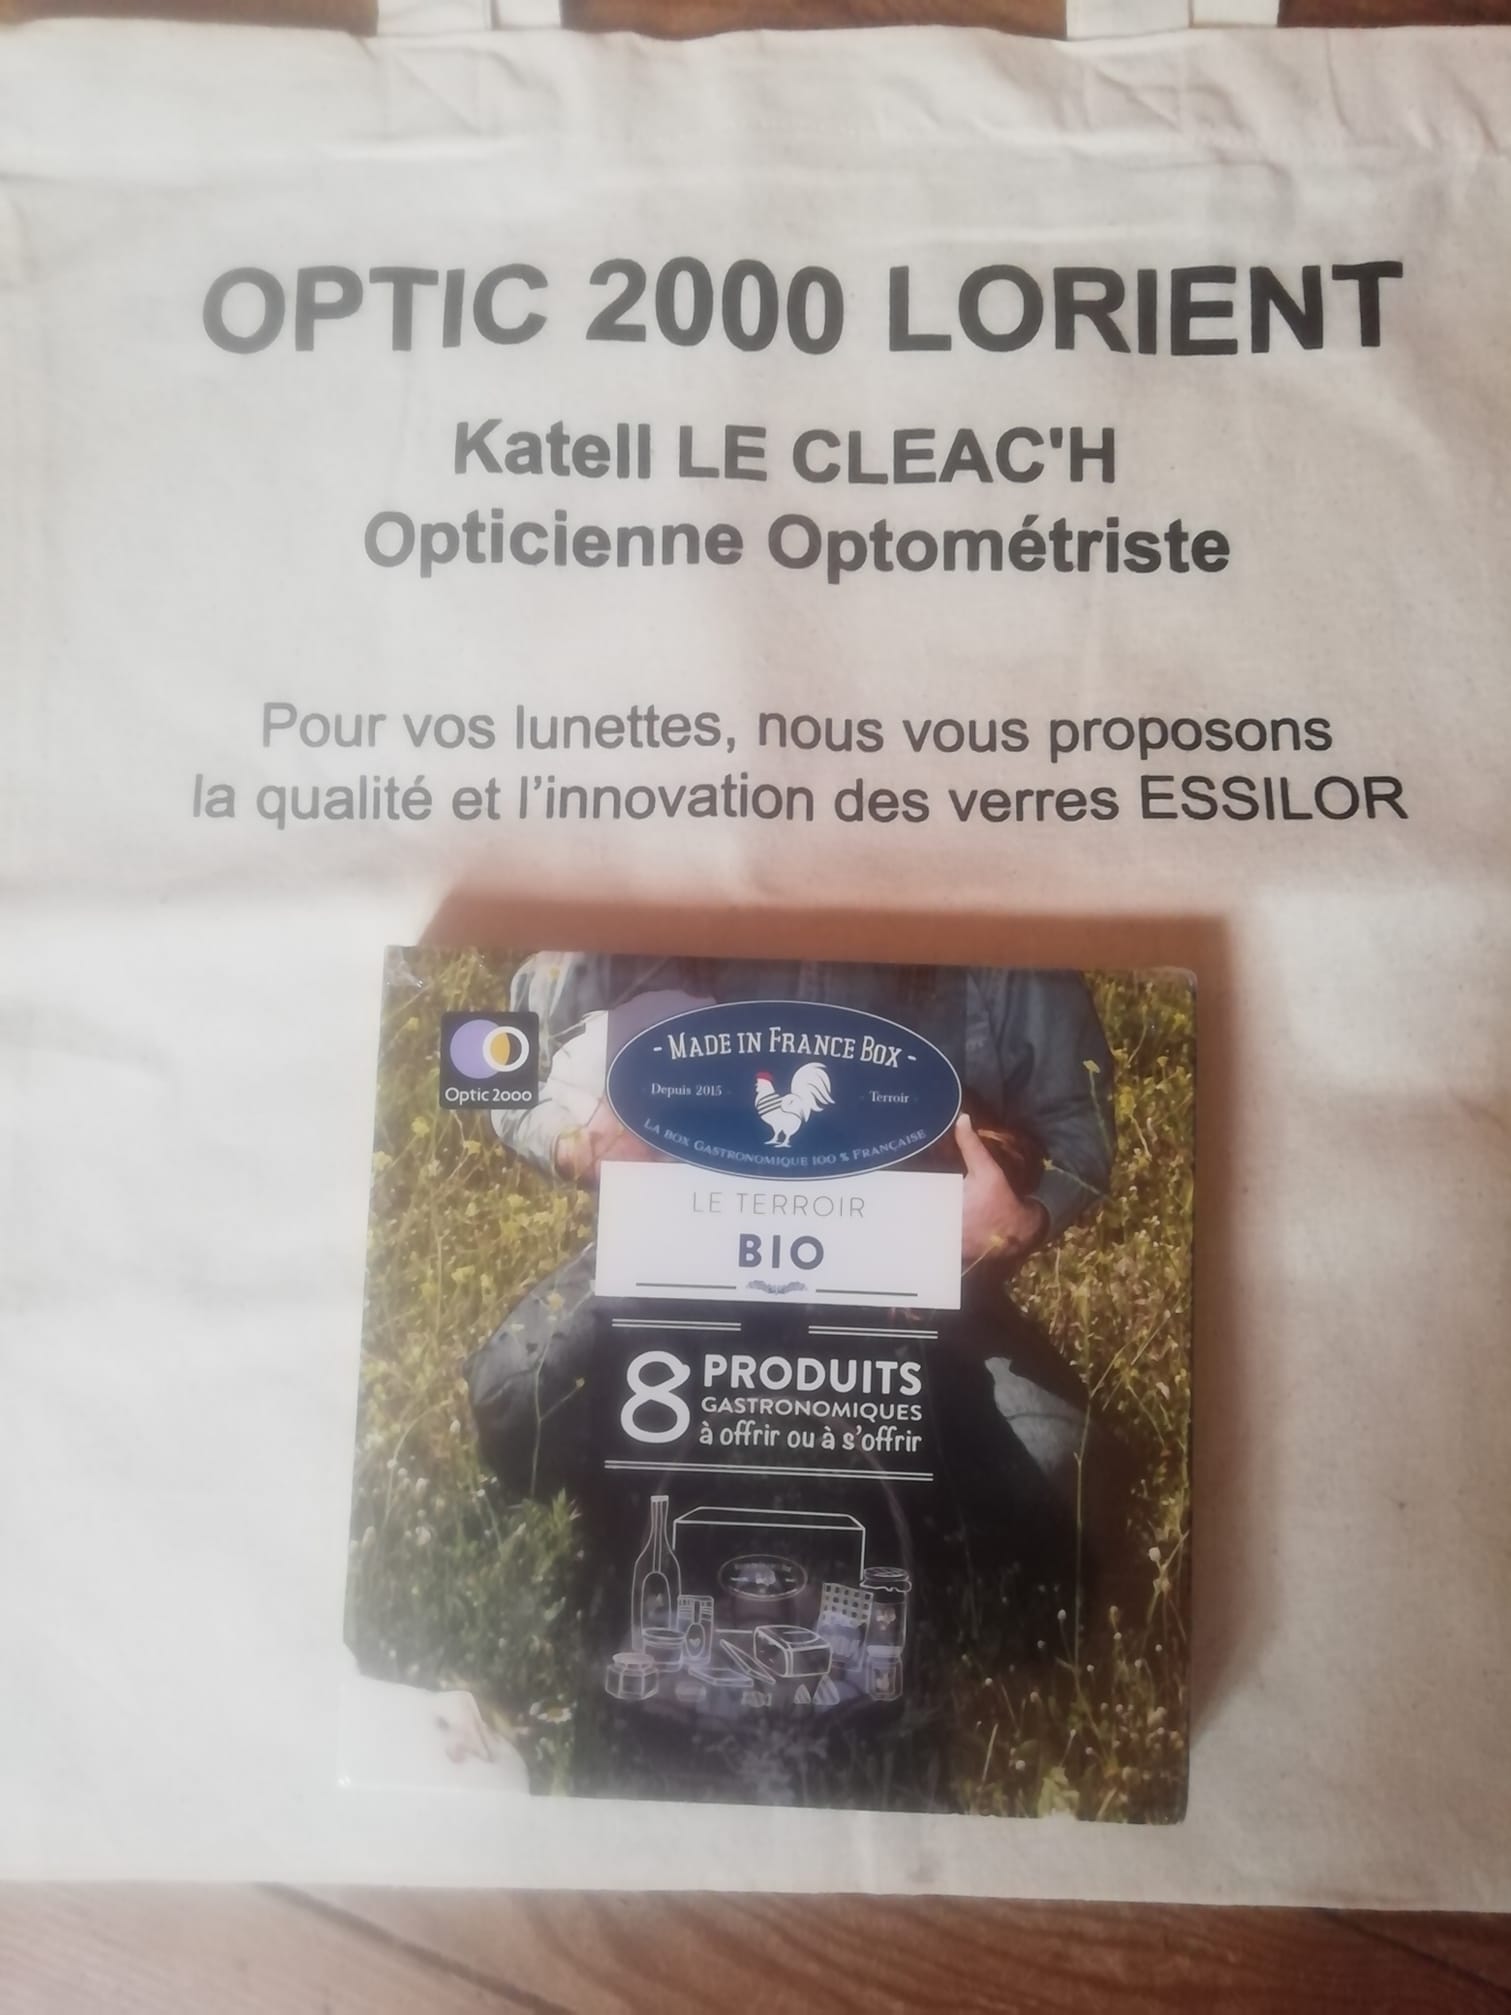 OPTIC 2000 LORIENT
Katell LE CLEAC'H
Opticienne Optométriste
Pour vos lunettes, nous vous proposons
la qualité et l'innovation des verres ESSILOR
Optic 2000
- MADE IN FRANCE BOX -
Depuis 2015
- Terroir -
LA BOX GASTRONOMIQUE 100 % FRANÇAISE
LE TERROIR
BIO
8 PRODUITS
GASTRONOMIQUES
à offrir ou à s'offrir